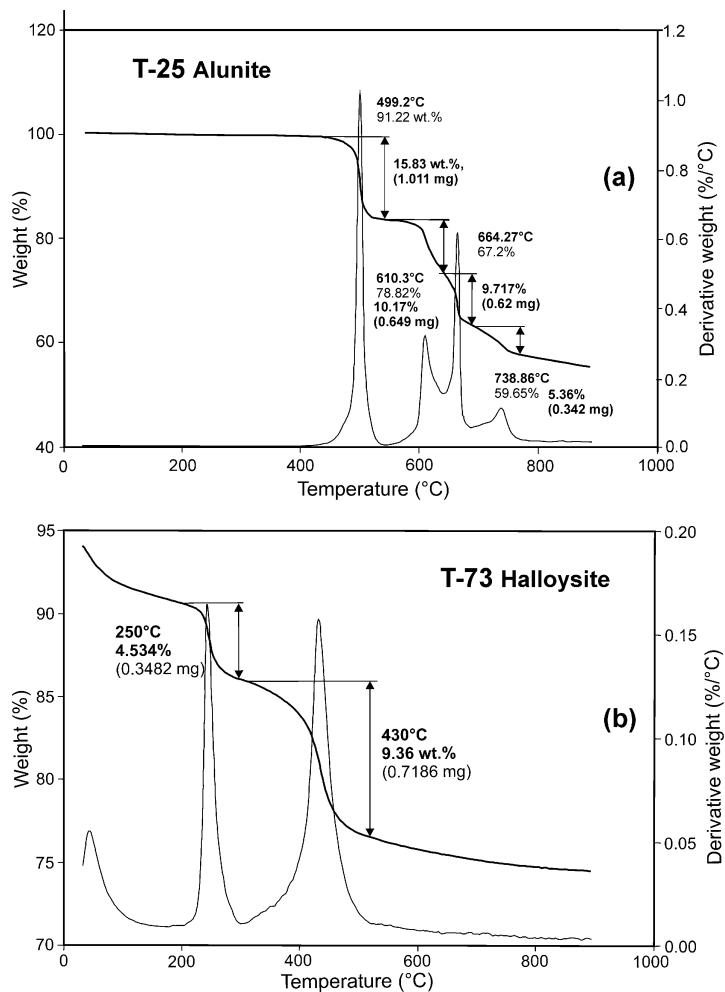 T-25 Alunite
120
100
80
60
40
Weight (%)
1.2
1.0
0.8
0.6
0.4
0.2
0.0
Derivative weight (%/°C)
499.2°C
91.22 wt.%
15.83 wt.%,
(1.011 mg)
(a)
664.27°C
67.2%
610.3°C
78.82%
10.17%
(0.649 mg)
9.717%
(0.62 mg)
738.86°C
59.65% 5.36%
(0.342 mg)
0 200 400 600 800 1000
Temperature (°C)
95
90
85
80
75
70
Weight (%)
0.20
0.15
0.10
0.05
0.00
Derivative weight (%/°C)
T-73 Halloysite
250°C
4.534%
(0.3482 mg)
(b)
430°C
9.36 wt.%
(0.7186 mg)
0 200 400 600 800 1000
Temperature (°C)